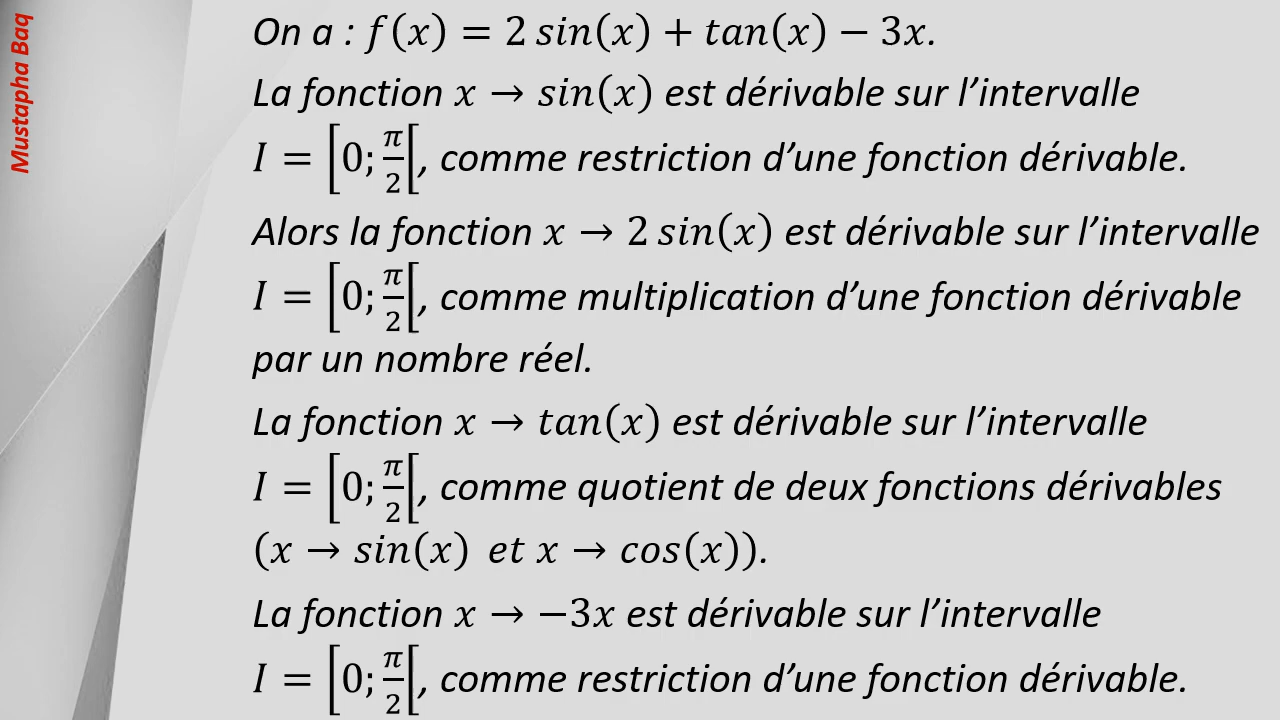 Mustapha Baq
On a : f(x) = 2 sin(x) + tan(x) − 3x.
La fonction x → sin(x) est dérivable sur l’intervalle
I = [0; π/2[, comme restriction d’une fonction dérivable.
Alors la fonction x → 2 sin(x) est dérivable sur l’intervalle
I = [0; π/2[, comme multiplication d’une fonction dérivable
par un nombre réel.
La fonction x → tan(x) est dérivable sur l’intervalle
I = [0; π/2[, comme quotient de deux fonctions dérivables
(x → sin(x) et x → cos(x)).
La fonction x → −3x est dérivable sur l’intervalle
I = [0; π/2[, comme restriction d’une fonction dérivable.